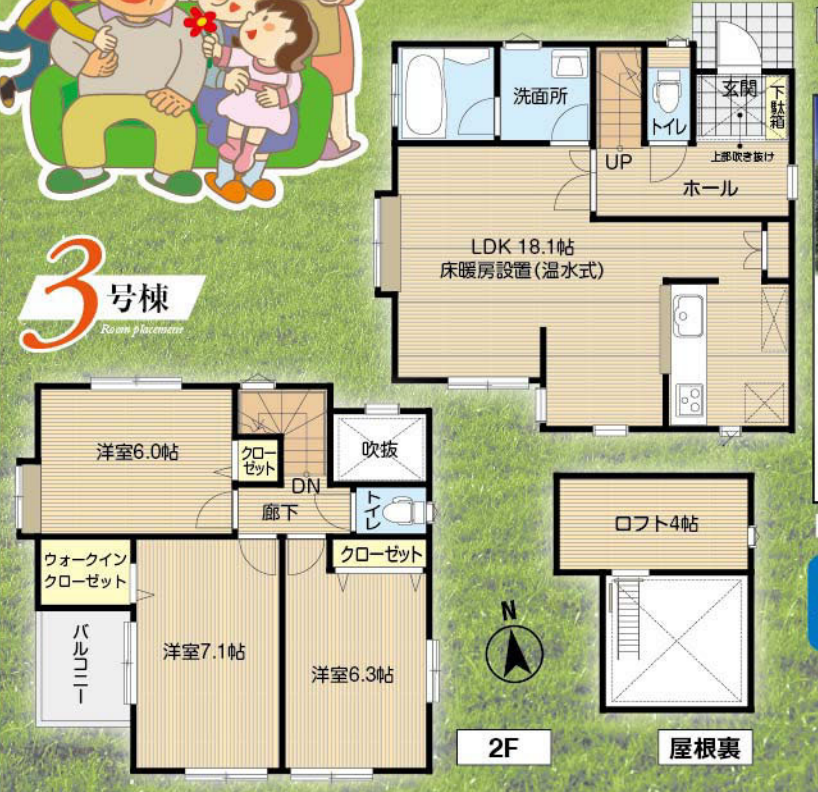 洗面所
トイレ
玄関
下駄箱
上部吹き抜け
UP
ホール
LDK 18.1帖
床暖房設置(温水式)
3号棟
Room placement
洋室6.0帖
クロー
ゼット
吹抜
DN
廊下
トイレ
ウォークイン
クローゼット
クローゼット
バルコニー
洋室7.1帖
洋室6.3帖
ロフト4帖
N
2F
屋根裏